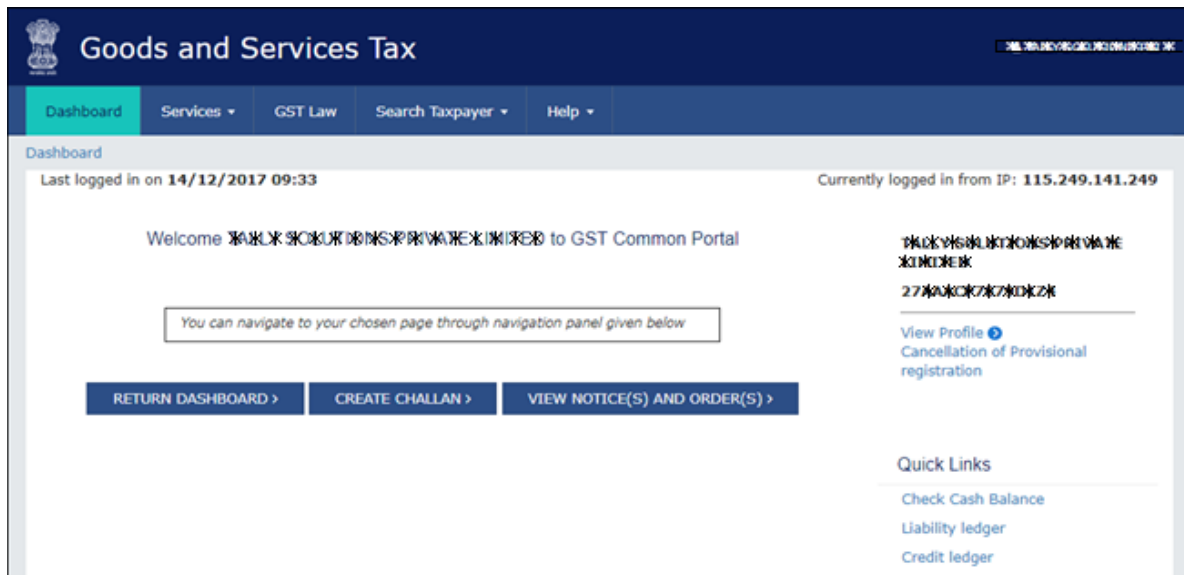 Goods and Services Tax
Dashboard Services GST Law Search Taxpayer Help
Dashboard
Last logged in on 14/12/2017 09:33 Currently logged in from IP: 115.249.141.249
Welcome to GST Common Portal
You can navigate to your chosen page through navigation panel given below
View Profile
Cancellation of Provisional
registration
RETURN DASHBOARD > CREATE CHALLAN > VIEW NOTICE(S) AND ORDER(S) >
Quick Links
Check Cash Balance
Liability ledger
Credit ledger